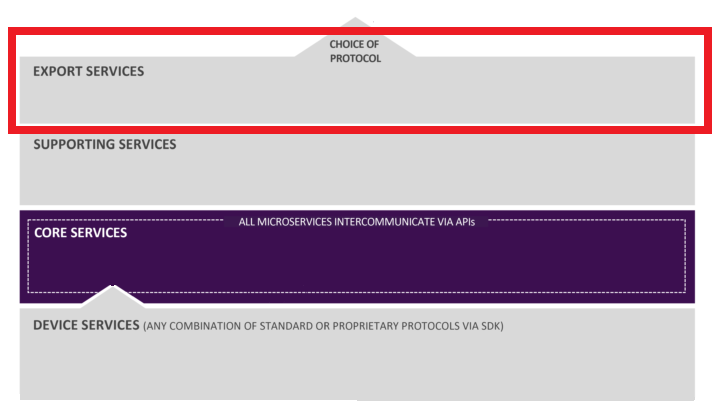 CHOICE OF
PROTOCOL
EXPORT SERVICES
SUPPORTING SERVICES
ALL MICROSERVICES INTERCOMMUNICATE VIA APIs
CORE SERVICES
DEVICE SERVICES (ANY COMBINATION OF STANDARD OR PROPRIETARY PROTOCOLS VIA SDK)